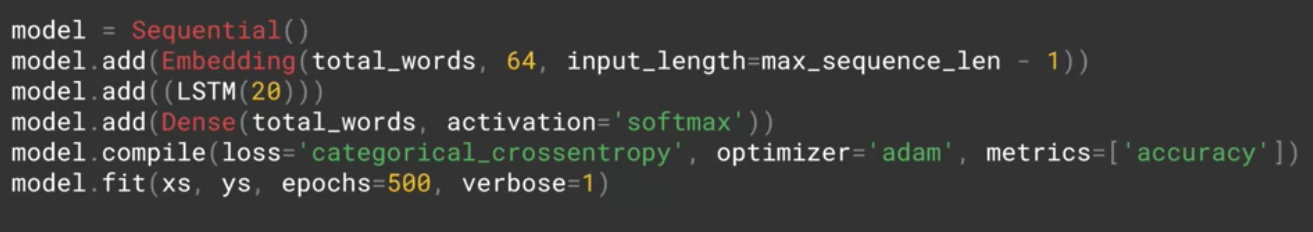 model = Sequential()
model.add(Embedding(total_words, 64, input_length=max_sequence_len - 1))
model.add((LSTM(20)))
model.add(Dense(total_words, activation='softmax'))
model.compile(loss='categorical_crossentropy', optimizer='adam', metrics=['accuracy'])
model.fit(xs, ys, epochs=500, verbose=1)